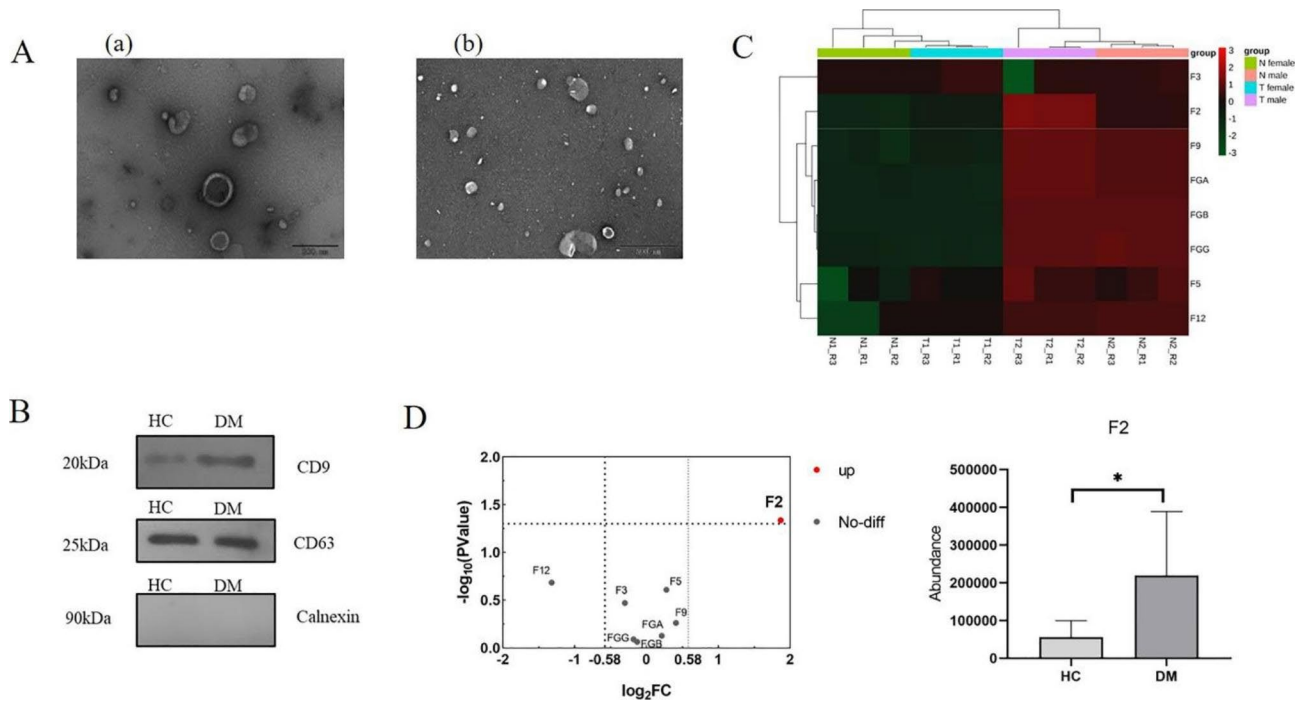 A
(a)
(b)
200 nm
C
group
3
2
1
0
-1
-2
-3
group
N female
N male
T female
T male
F3
F2
F9
FGA
FGB
FGG
F5
F12
N1_R3
N1_R1
N1_R2
T1_R3
T1_R1
T1_R2
T2_R3
T2_R1
T2_R2
N2_R3
N2_R1
N2_R2
B
HC DM
20kDa
CD9
HC DM
25kDa
CD63
HC DM
90kDa
Calnexin
D
2.0
1.5
1.0
0.5
0.0
-log10(PValue)
F2
F12
F3
F5
F9
FGA
FGG
FGB
-2 -1 -0.58 0 0.58 1 2
log2FC
up
No-diff
F2
500000
400000
300000
200000
100000
0
Abundance
*
HC DM